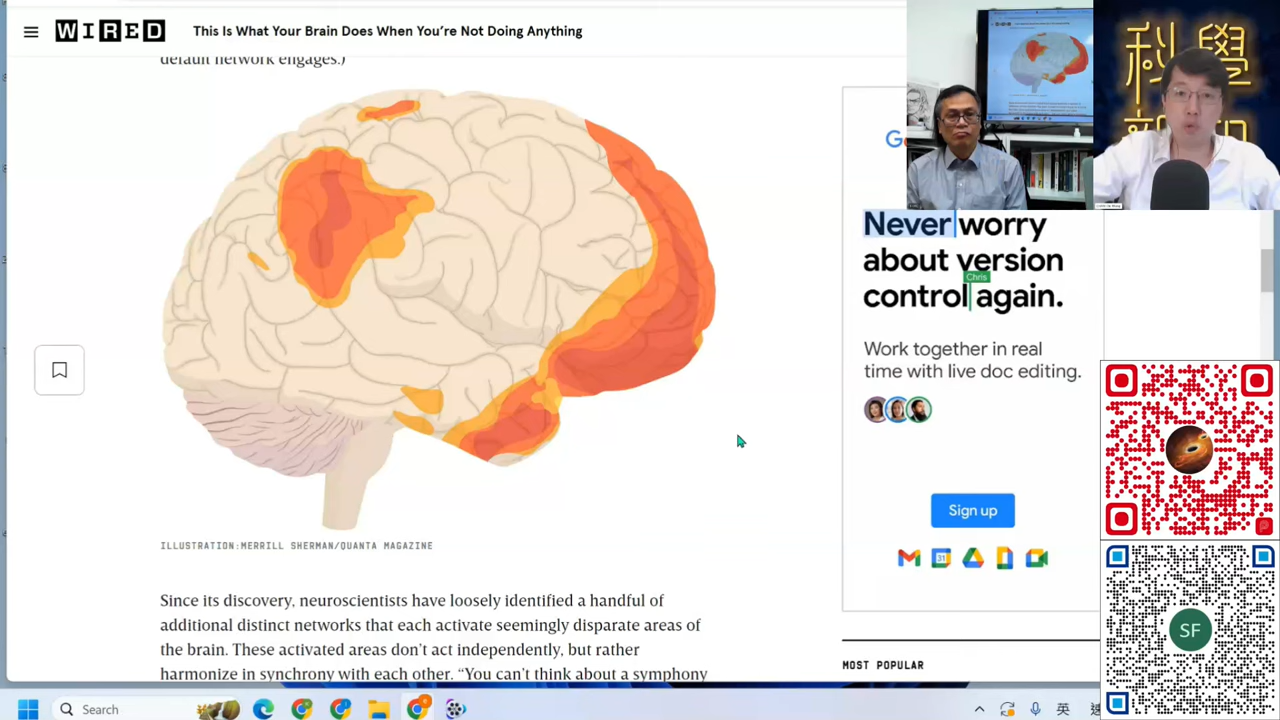 WIRED
This Is What Your Brain Does When You're Not Doing Anything
default network engages.)
科學
Never worry
about version
Chris
control again.
Work together in real
time with live doc editing.
Sign up
31
ILLUSTRATION:MERRILL SHERMAN/QUANTA MAGAZINE
Since its discovery, neuroscientists have loosely identified a handful of
additional distinct networks that each activate seemingly disparate areas of
the brain. These activated areas don't act independently, but rather
harmonize in synchrony with each other. "You can't think about a symphony
SF
MOST POPULAR
Search
英